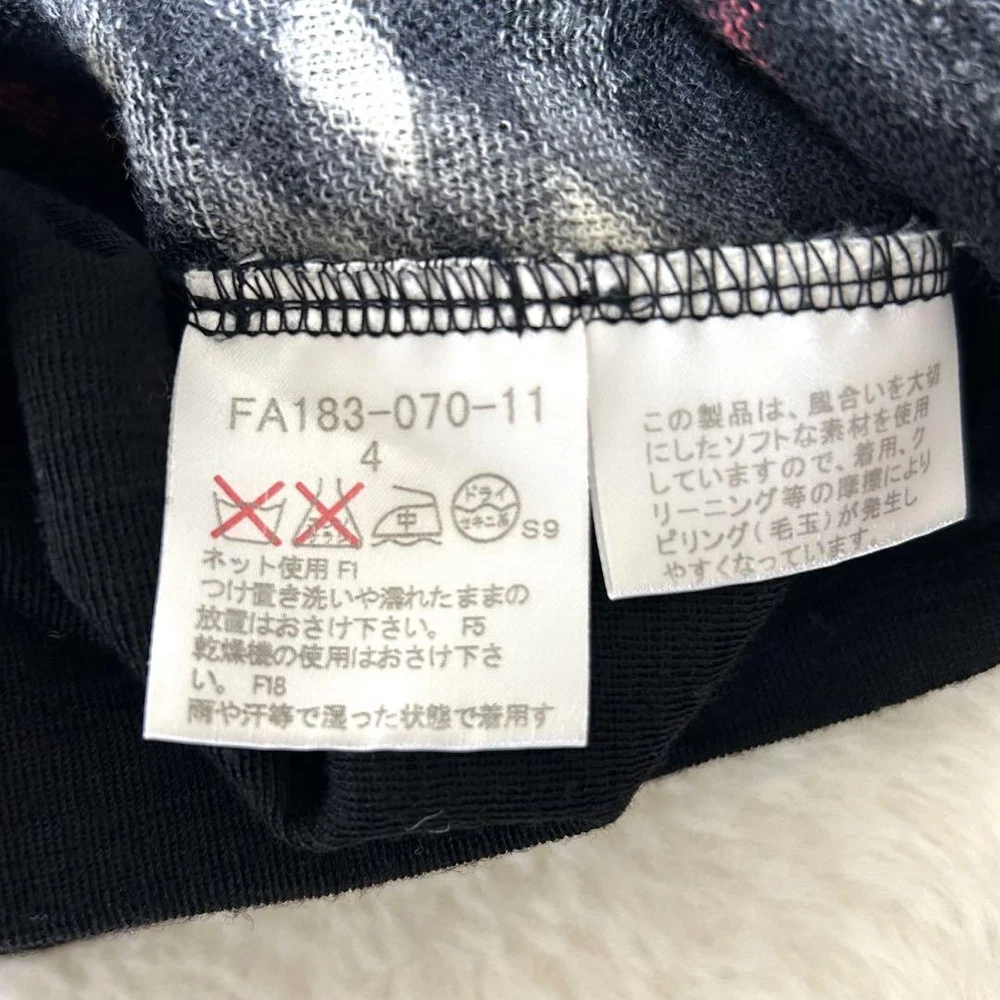 FA183-070-11
4
中
ドライ
セキユ系
S9
ネット使用 F1
つけ置き洗いや濡れたままの
放置はおさけ下さい。 F5
乾燥機の使用はおさけ下さ
い。 F18
雨や汗等で湿った状態で着用す
この製品は、風合いを大切
にしたソフトな素材を使用
していますので、着用、ク
リーニング等の摩擦により
ピリング(毛玉)が発生し
やすくなっています。